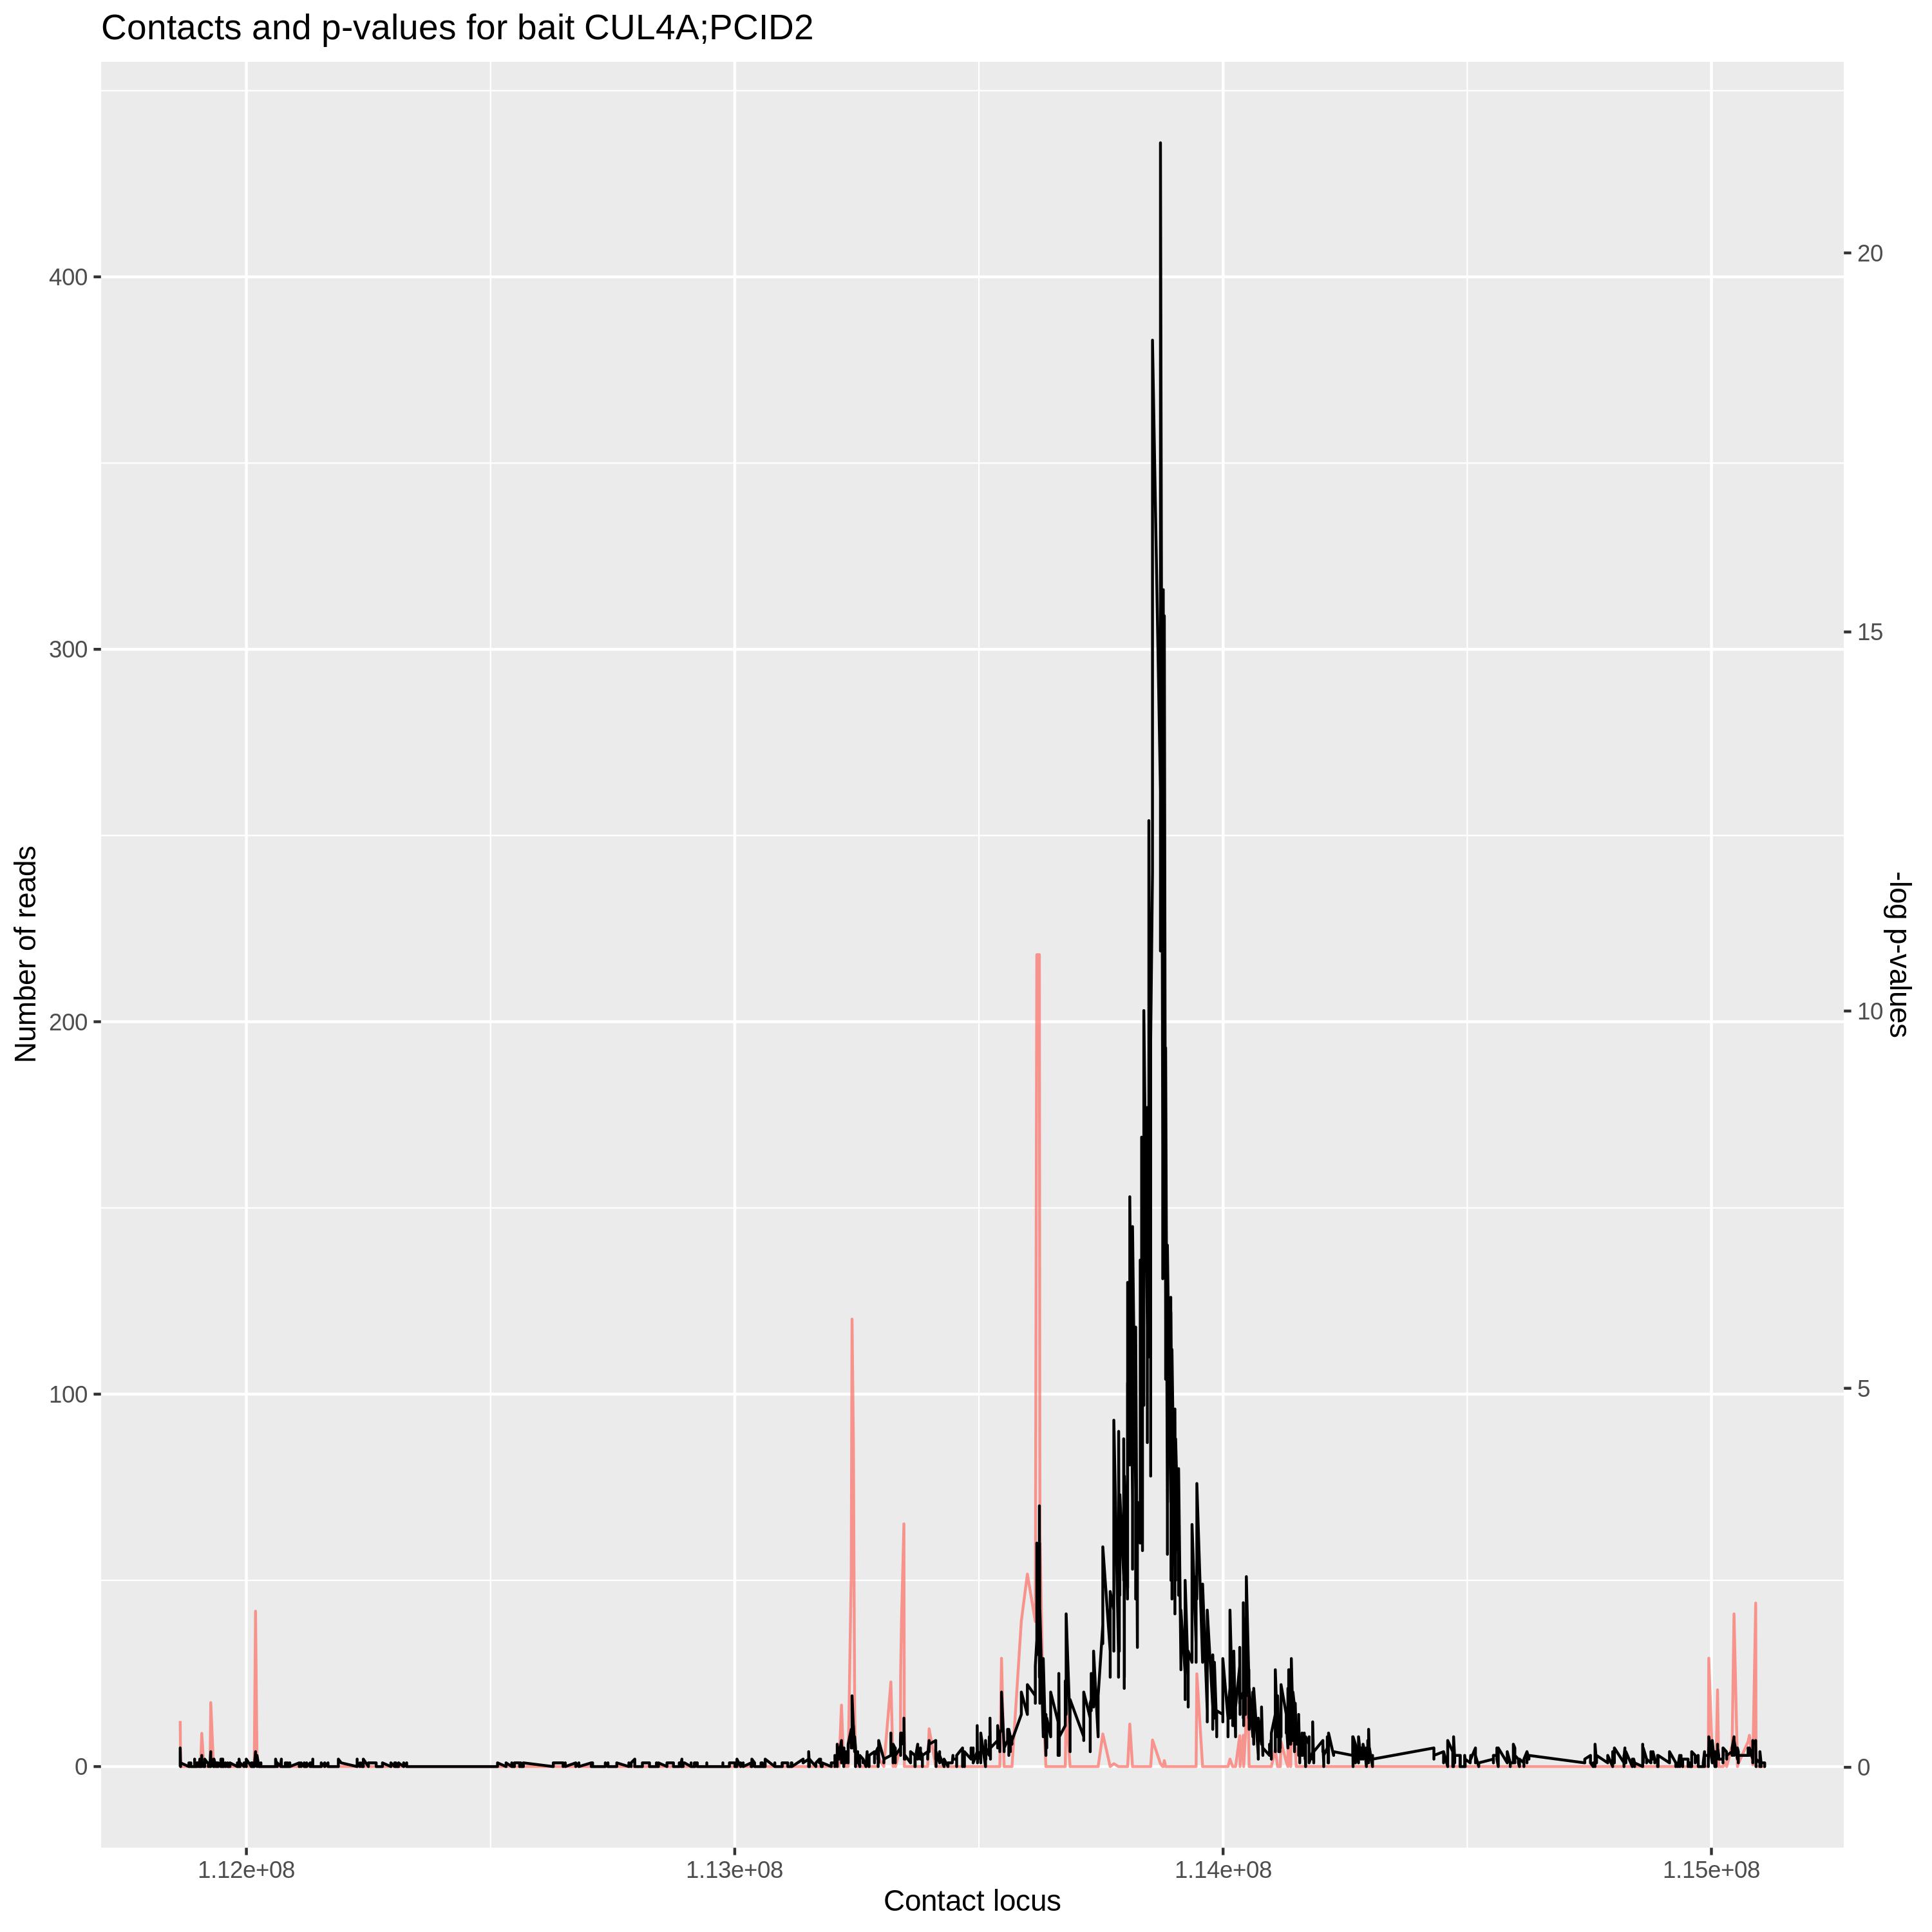 Contacts and p-values for bait CUL4A;PCID2
400
300
200
100
0
Number of reads
20
15
10
5
0
-log p-values
1.12e+08
1.13e+08
1.14e+08
1.15e+08
Contact locus